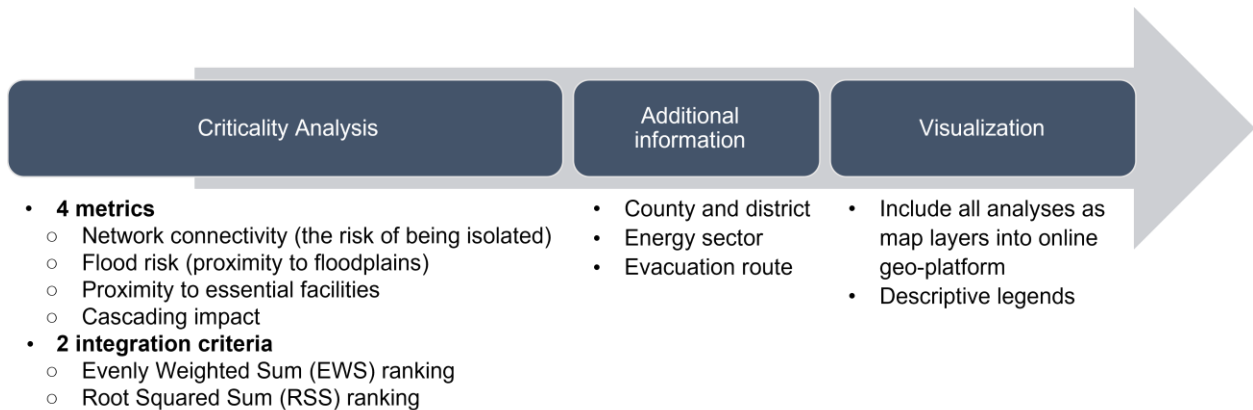 Criticality Analysis
• 4 metrics
○ Network connectivity (the risk of being isolated)
○ Flood risk (proximity to floodplains)
○ Proximity to essential facilities
○ Cascading impact
• 2 integration criteria
○ Evenly Weighted Sum (EWS) ranking
○ Root Squared Sum (RSS) ranking
Additional
information
• County and district
• Energy sector
• Evacuation route
Visualization
• Include all analyses as
map layers into online
geo-platform
• Descriptive legends